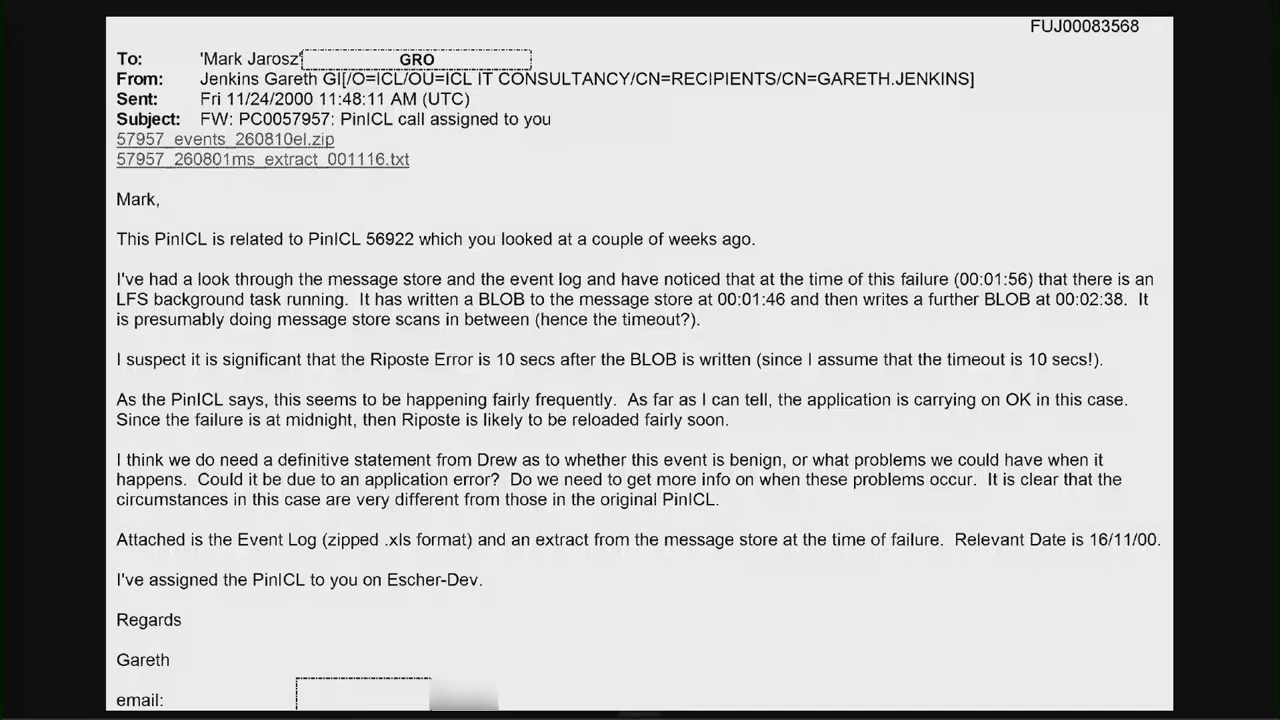 FUJ00083568
To: 'Mark Jarosz' GRO
From: Jenkins Gareth GI[/O=ICL/OU=ICL IT CONSULTANCY/CN=RECIPIENTS/CN=GARETH.JENKINS]
Sent: Fri 11/24/2000 11:48:11 AM (UTC)
Subject: FW: PC0057957: PinICL call assigned to you
57957_events_260810el.zip
57957_260801ms_extract_001116.txt
Mark,
This PinICL is related to PinICL 56922 which you looked at a couple of weeks ago.
I've had a look through the message store and the event log and have noticed that at the time of this failure (00:01:56) that there is an
LFS background task running. It has written a BLOB to the message store at 00:01:46 and then writes a further BLOB at 00:02:38. It
is presumably doing message store scans in between (hence the timeout?).
I suspect it is significant that the Riposte Error is 10 secs after the BLOB is written (since I assume that the timeout is 10 secs!).
As the PinICL says, this seems to be happening fairly frequently. As far as I can tell, the application is carrying on OK in this case.
Since the failure is at midnight, then Riposte is likely to be reloaded fairly soon.
I think we do need a definitive statement from Drew as to whether this event is benign, or what problems we could have when it
happens. Could it be due to an application error? Do we need to get more info on when these problems occur. It is clear that the
circumstances in this case are very different from those in the original PinICL.
Attached is the Event Log (zipped .xls format) and an extract from the message store at the time of failure. Relevant Date is 16/11/00.
I've assigned the PinICL to you on Escher-Dev.
Regards
Gareth
email: